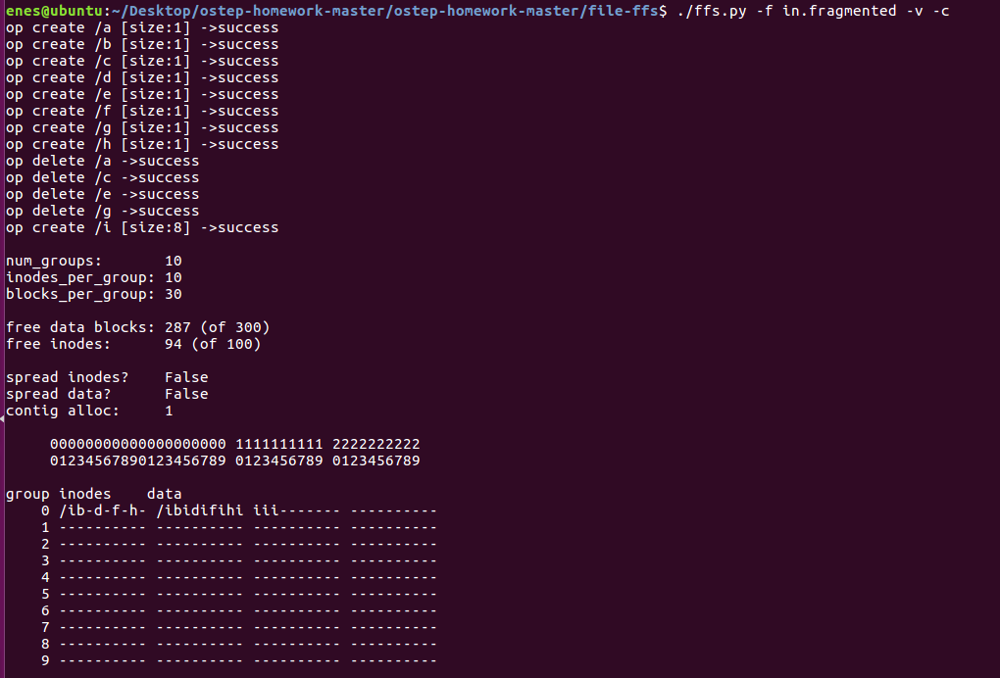 enes@ubuntu:~/Desktop/ostep-homework-master/ostep-homework-master/file-ffs$ ./ffs.py -f in.fragmented -v -c
op create /a [size:1] ->success
op create /b [size:1] ->success
op create /c [size:1] ->success
op create /d [size:1] ->success
op create /e [size:1] ->success
op create /f [size:1] ->success
op create /g [size:1] ->success
op create /h [size:1] ->success
op delete /a ->success
op delete /c ->success
op delete /e ->success
op delete /g ->success
op create /i [size:8] ->success

num_groups:       10
inodes_per_group: 10
blocks_per_group: 30

free data blocks: 287 (of 300)
free inodes:      94 (of 100)

spread inodes?    False
spread data?      False
contig alloc:     1

     00000000000000000000 1111111111 2222222222
     01234567890123456789 0123456789 0123456789

group inodes    data
    0 /ib-d-f-h- /ibidifihi iii------- ----------
    1 ---------- ---------- ---------- ----------
    2 ---------- ---------- ---------- ----------
    3 ---------- ---------- ---------- ----------
    4 ---------- ---------- ---------- ----------
    5 ---------- ---------- ---------- ----------
    6 ---------- ---------- ---------- ----------
    7 ---------- ---------- ---------- ----------
    8 ---------- ---------- ---------- ----------
    9 ---------- ---------- ---------- ----------